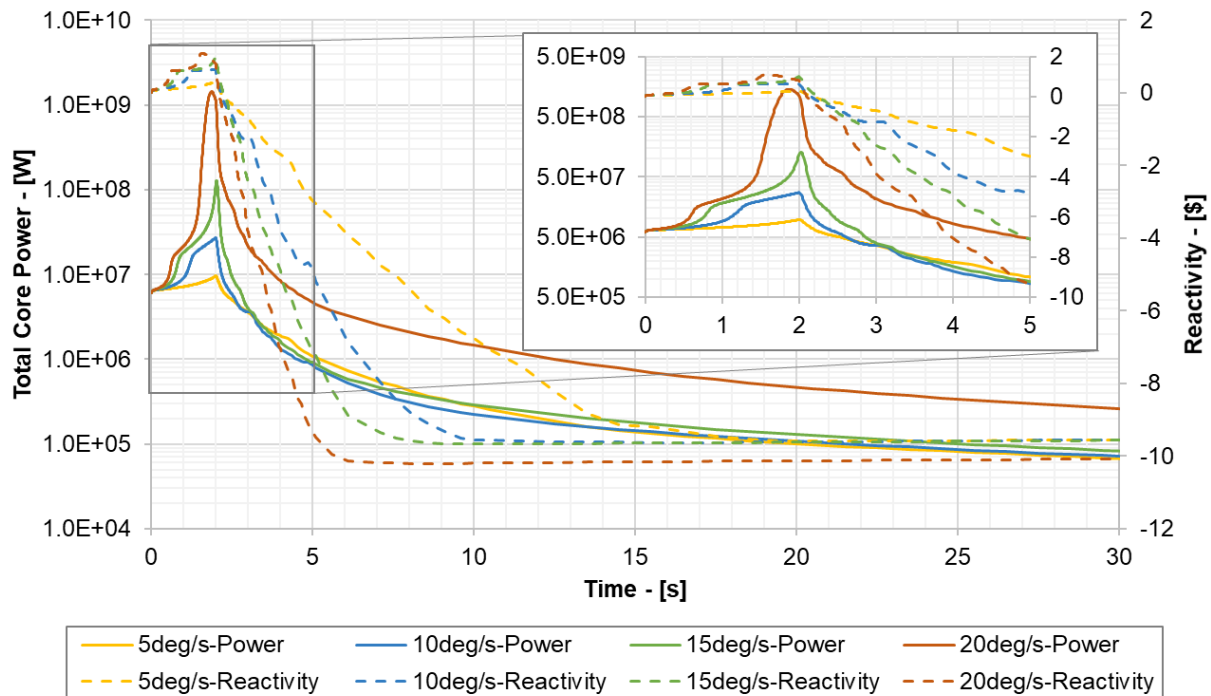 Total Core Power - [W]
1.0E+10
1.0E+09
1.0E+08
1.0E+07
1.0E+06
1.0E+05
1.0E+04
5.0E+09
5.0E+08
5.0E+07
5.0E+06
5.0E+05
2
0
-2
-4
-6
-8
-10
0 1 2 3 4 5
2
0
-2
-4
-6
-8
-10
-12
Reactivity - [$]
0 5 10 15 20 25 30
Time - [s]
5deg/s-Power 10deg/s-Power 15deg/s-Power 20deg/s-Power
5deg/s-Reactivity 10deg/s-Reactivity 15deg/s-Reactivity 20deg/s-Reactivity